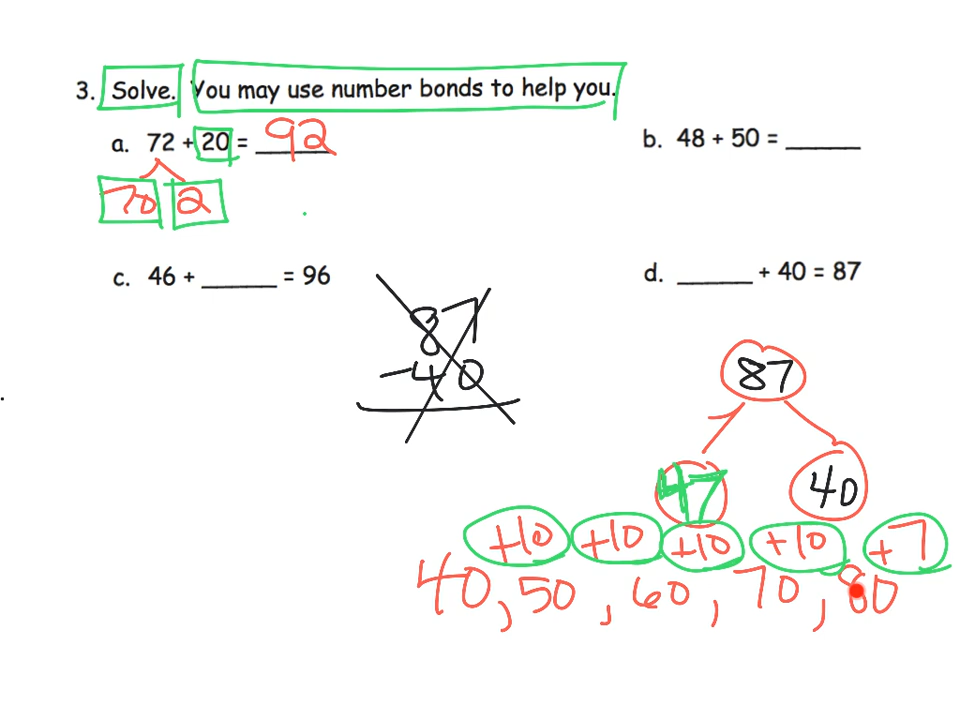 3. Solve. You may use number bonds to help you.
a. 72 + 20 = 92
70 2
b. 48 + 50 = ______
c. 46 + ______ = 96
d. ______ + 40 = 87
87
-40
87
47 40
+10 +10 +10 +10 +7
40, 50, 60, 70, 80